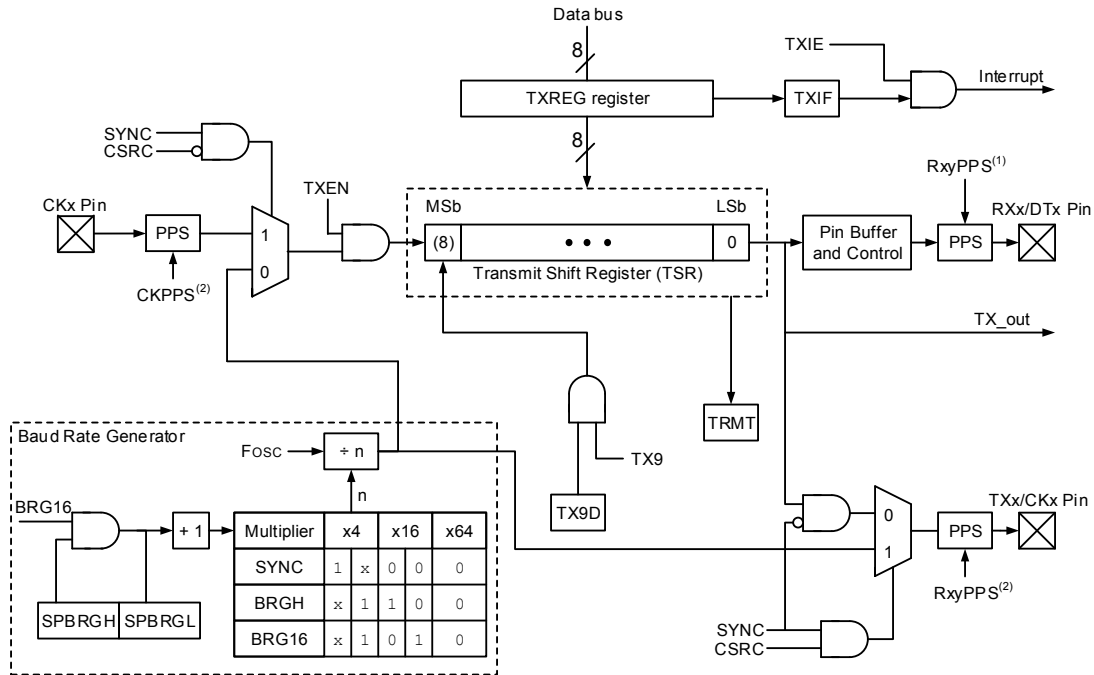 Data bus
8
TXIE
TXREG register
TXIF
Interrupt
SYNC
CSRC
8
RxyPPS(1)
CKx Pin
TXEN
MSb
LSb
RXx/DTx Pin
PPS
1
(8)
• • •
0
Pin Buffer
and Control
PPS
0
Transmit Shift Register (TSR)
CKPPS(2)
TX_out
TRMT
Baud Rate Generator
FOSC
÷ n
TX9
n
TX9D
TXx/CKx Pin
BRG16
+ 1
Multiplier x4 x16 x64
0
PPS
SYNC 1 x 0 0 0
1
BRGH x 1 1 0 0
RxyPPS(2)
SPBRGH SPBRGL
BRG16 x 1 0 1 0
SYNC
CSRC